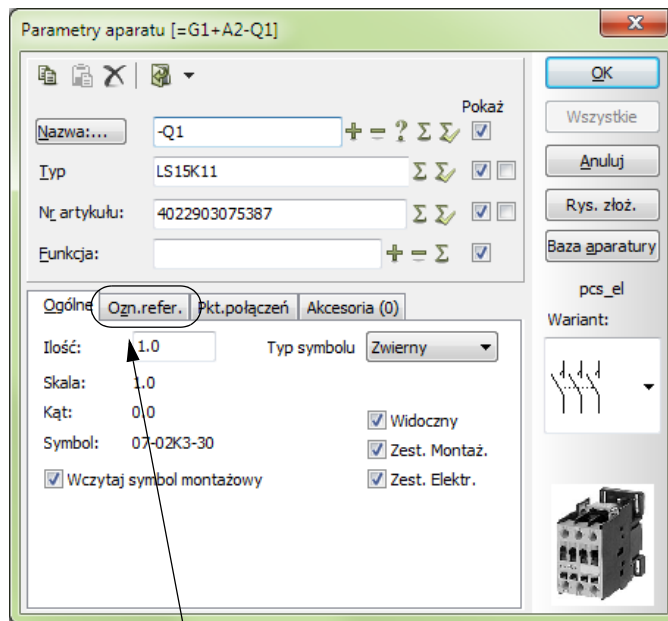 Parametry aparatu [=G1+A2-Q1]
OK
Pokaż
Wszystkie
Nazwa:... -Q1
Typ LS15K11
Anuluj
Nr artykułu: 4022903075387
Rys. złoż.
Funkcja:
Baza aparatury
pcs_el
Wariant:
Ogólne Ozn.refer. Pkt.połączeń Akcesoria (0)
Ilość: 1.0 Typ symbolu Zwierny
Skala: 1.0
Kąt: 0.0 Widoczny
Symbol: 07-02K3-30 Zest. Montaż.
Wczytaj symbol montażowy Zest. Elektr.